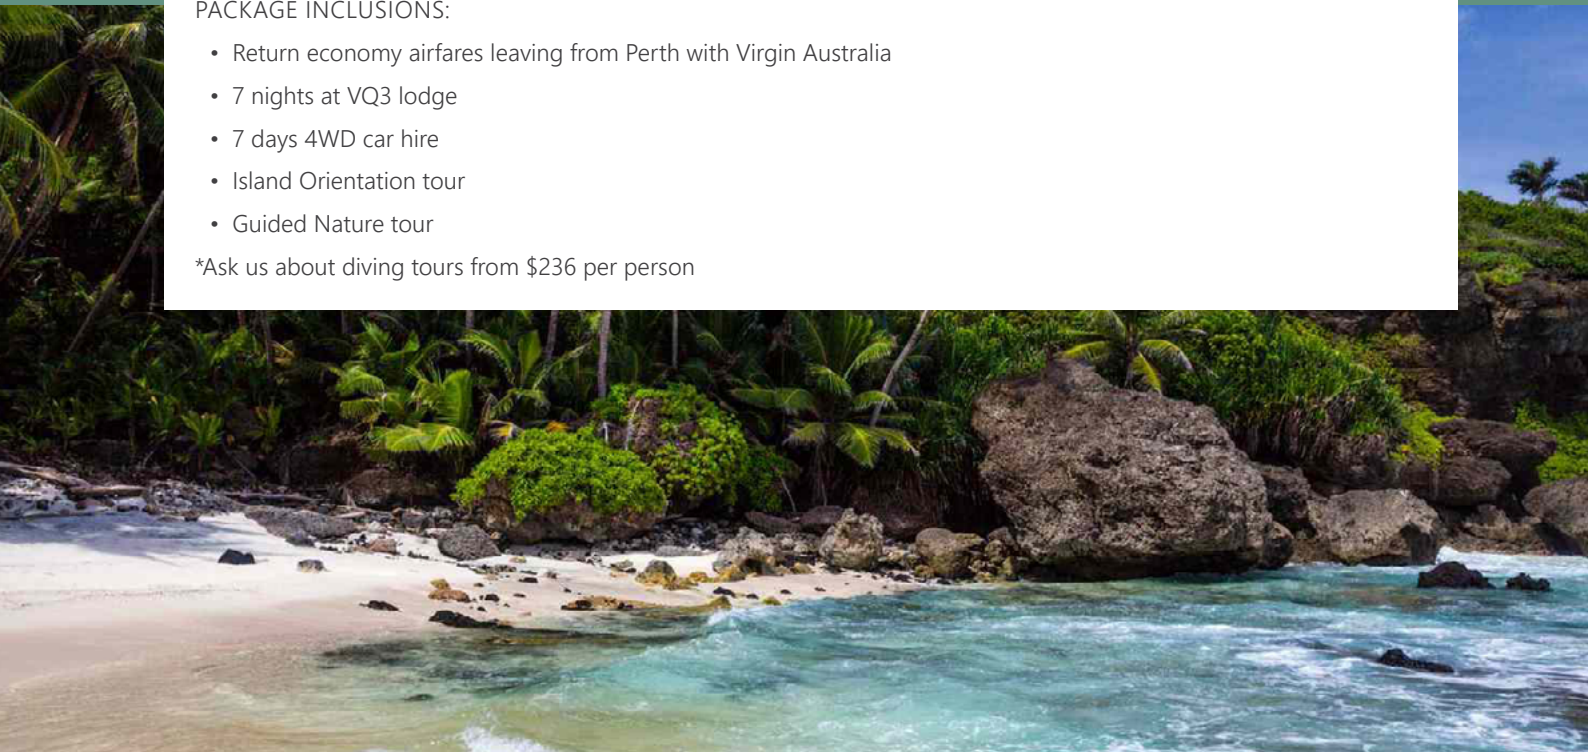 PACKAGE INCLUSIONS:
• Return economy airfares leaving from Perth with Virgin Australia
• 7 nights at VQ3 lodge
• 7 days 4WD car hire
• Island Orientation tour
• Guided Nature tour
*Ask us about diving tours from $236 per person